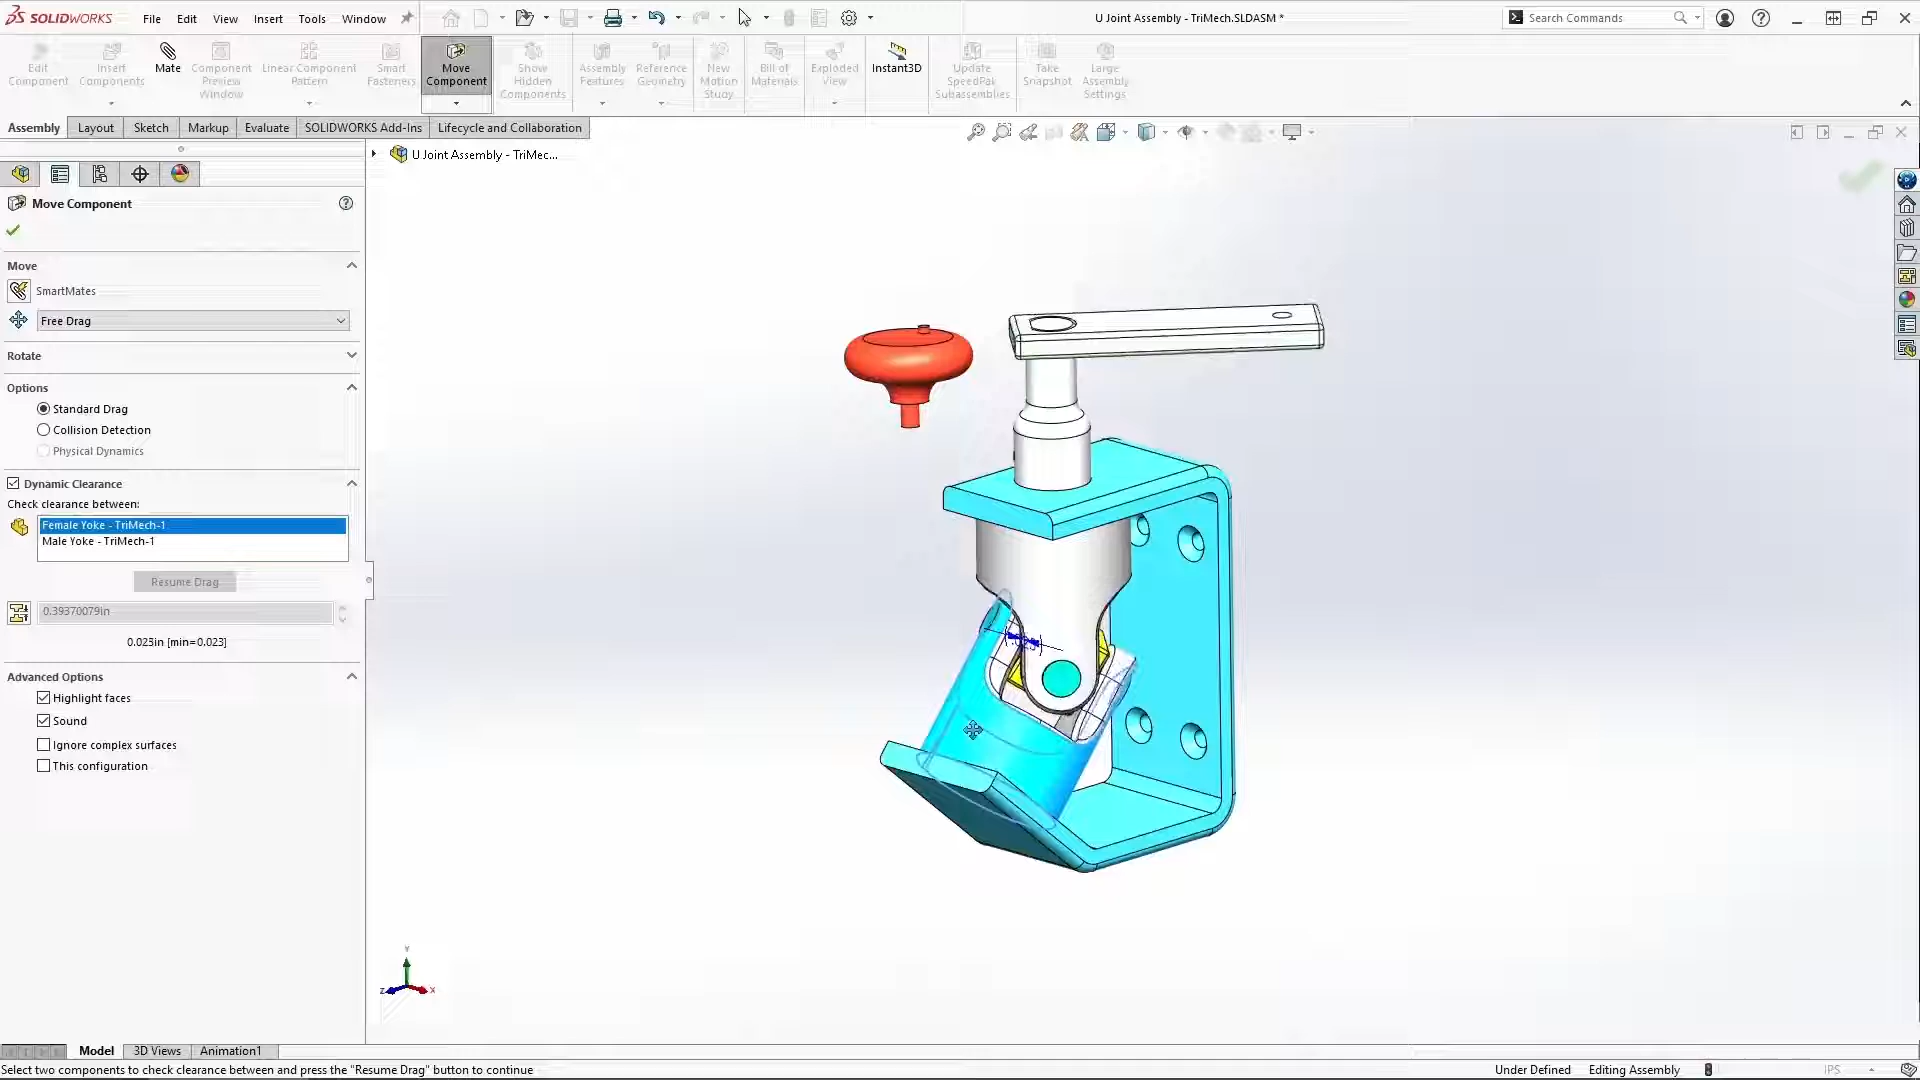 SOLIDWORKS File Edit View Insert Tools Window
U Joint Assembly - TriMech.SLDASM *
Search Commands
Edit Component
Insert Components
Mate
Component Preview Window
Linear Component Pattern
Smart Fasteners
Move Component
Show Hidden Components
Assembly Features
Reference Geometry
New Motion Study
Bill of Materials
Exploded View
Instant3D
Update SpeedPak Subassemblies
Take Snapshot
Large Assembly Settings
Assembly Layout Sketch Markup Evaluate SOLIDWORKS Add-Ins Lifecycle and Collaboration
U Joint Assembly - TriMec...
Move Component
Move
SmartMates
Free Drag
Rotate
Options
Standard Drag
Collision Detection
Physical Dynamics
Dynamic Clearance
Check clearance between:
Female Yoke - TriMech-1
Male Yoke - TriMech-1
Resume Drag
0.39370079in
0.023in [min=0.023]
Advanced Options
Highlight faces
Sound
Ignore complex surfaces
This configuration
Y
Z
X
Model 3D Views Animation1
Select two components to check clearance between and press the "Resume Drag" button to continue
Under Defined Editing Assembly IPS